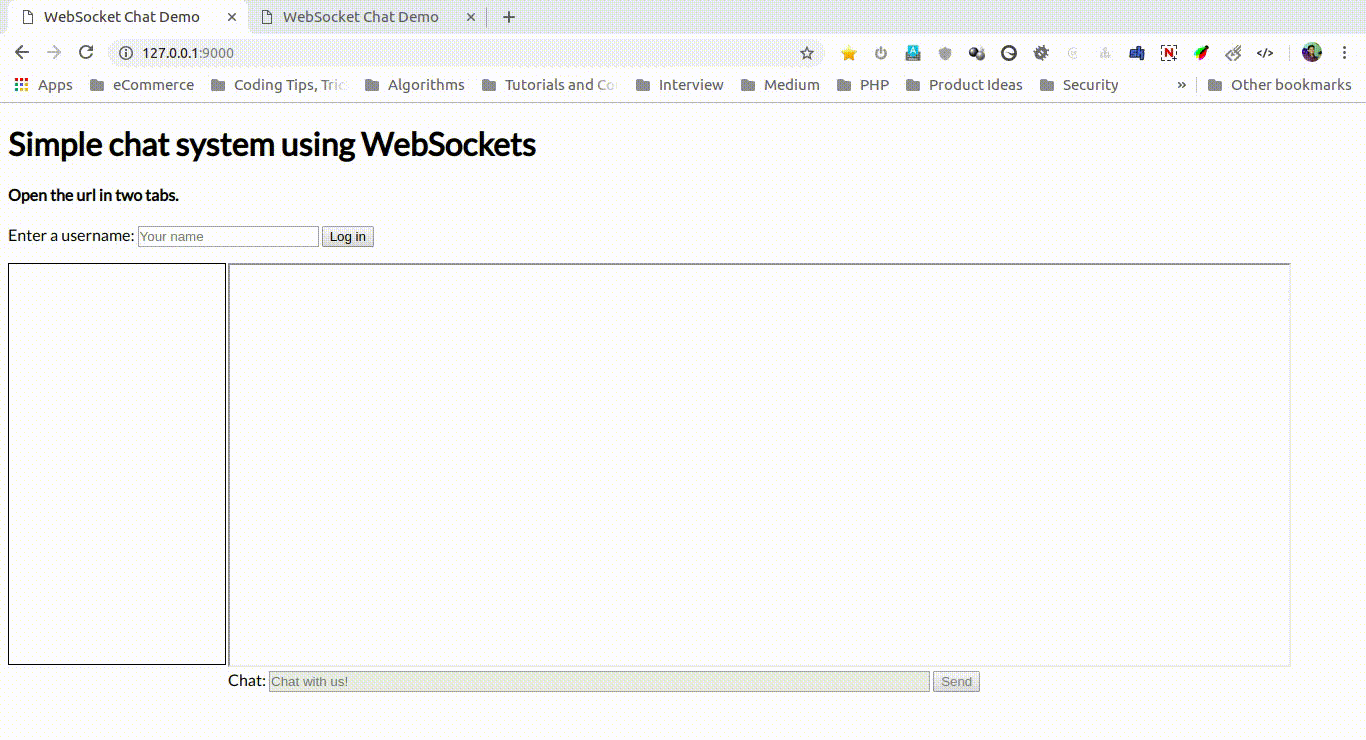 WebSocket Chat Demo WebSocket Chat Demo
127.0.0.1:9000
Apps eCommerce Coding Tips, Algorithms Tutorials and Interview Medium PHP Product Ideas Security » Other bookmarks
Simple chat system using WebSockets
Open the url in two tabs.
Enter a username: Your name Log in
Chat: Chat with us! Send